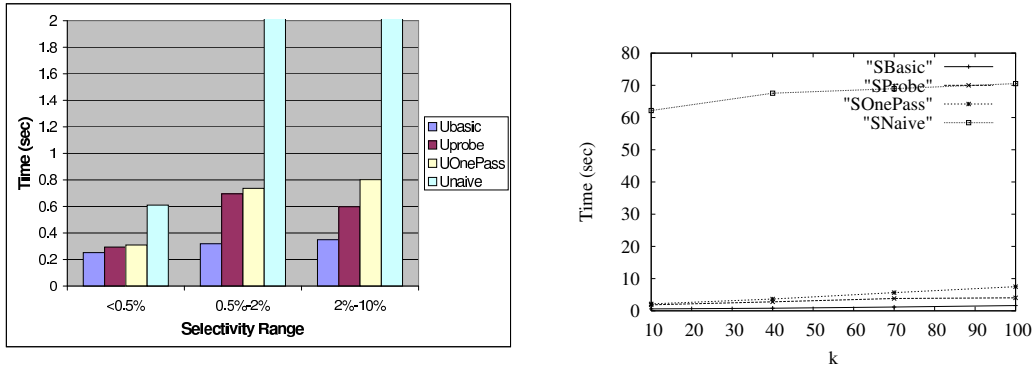 2
1.8
1.6
1.4
1.2
1
0.8
0.6
0.4
0.2
0
Time (sec)
<0.5%
0.5%-2%
2%-10%
Selectivity Range
Ubasic
Uprobe
UOnePass
Unaive
80
70
60
50
40
30
20
10
0
Time (sec)
10 20 30 40 50 60 70 80 90 100
k
"SBasic"
"SProbe"
"SOnePass"
"SNaive"